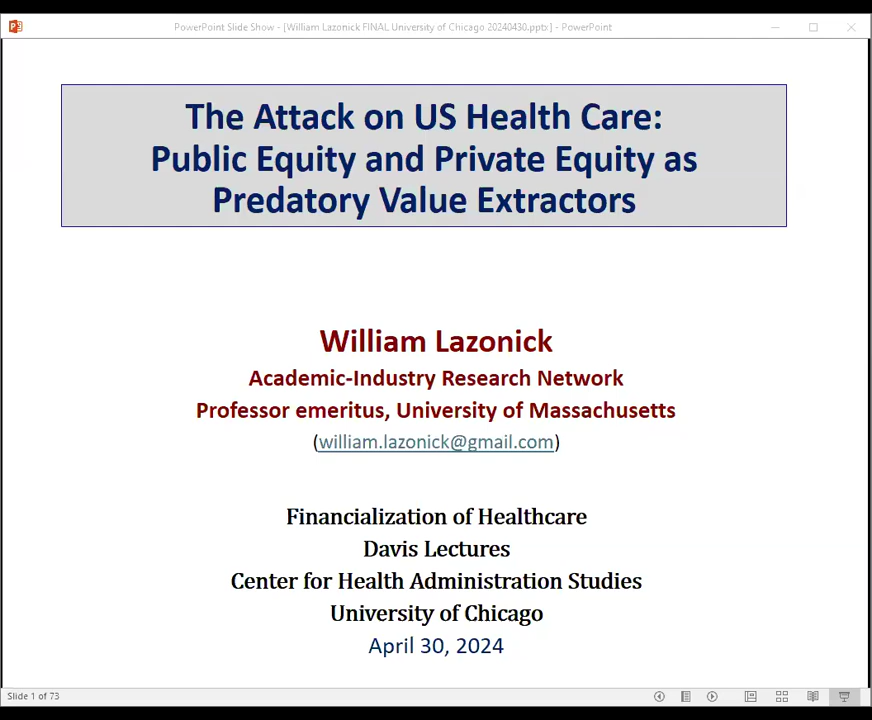 PowerPoint Slide Show - [William Lazonick FINAL University of Chicago 20240430.pptx] - PowerPoint
The Attack on US Health Care:
Public Equity and Private Equity as
Predatory Value Extractors
William Lazonick
Academic-Industry Research Network
Professor emeritus, University of Massachusetts
(william.lazonick@gmail.com)
Financialization of Healthcare
Davis Lectures
Center for Health Administration Studies
University of Chicago
April 30, 2024
Slide 1 of 73